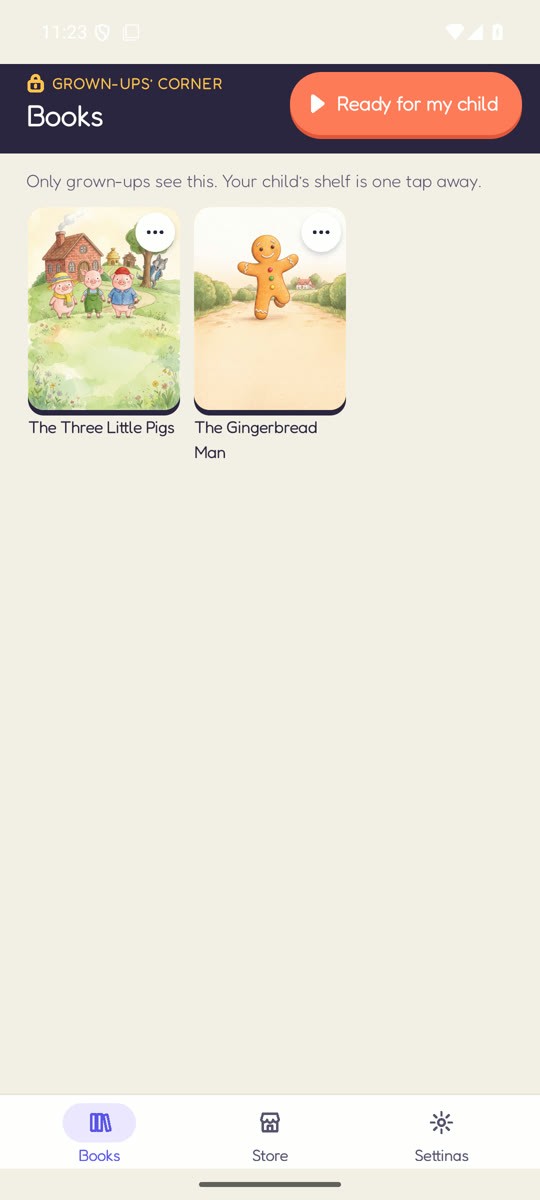 11:23
GROWN-UPS' CORNER
Books
Ready for my child
Only grown-ups see this. Your child's shelf is one tap away.
The Three Little Pigs
The Gingerbread
Man
Books
Store
Settings